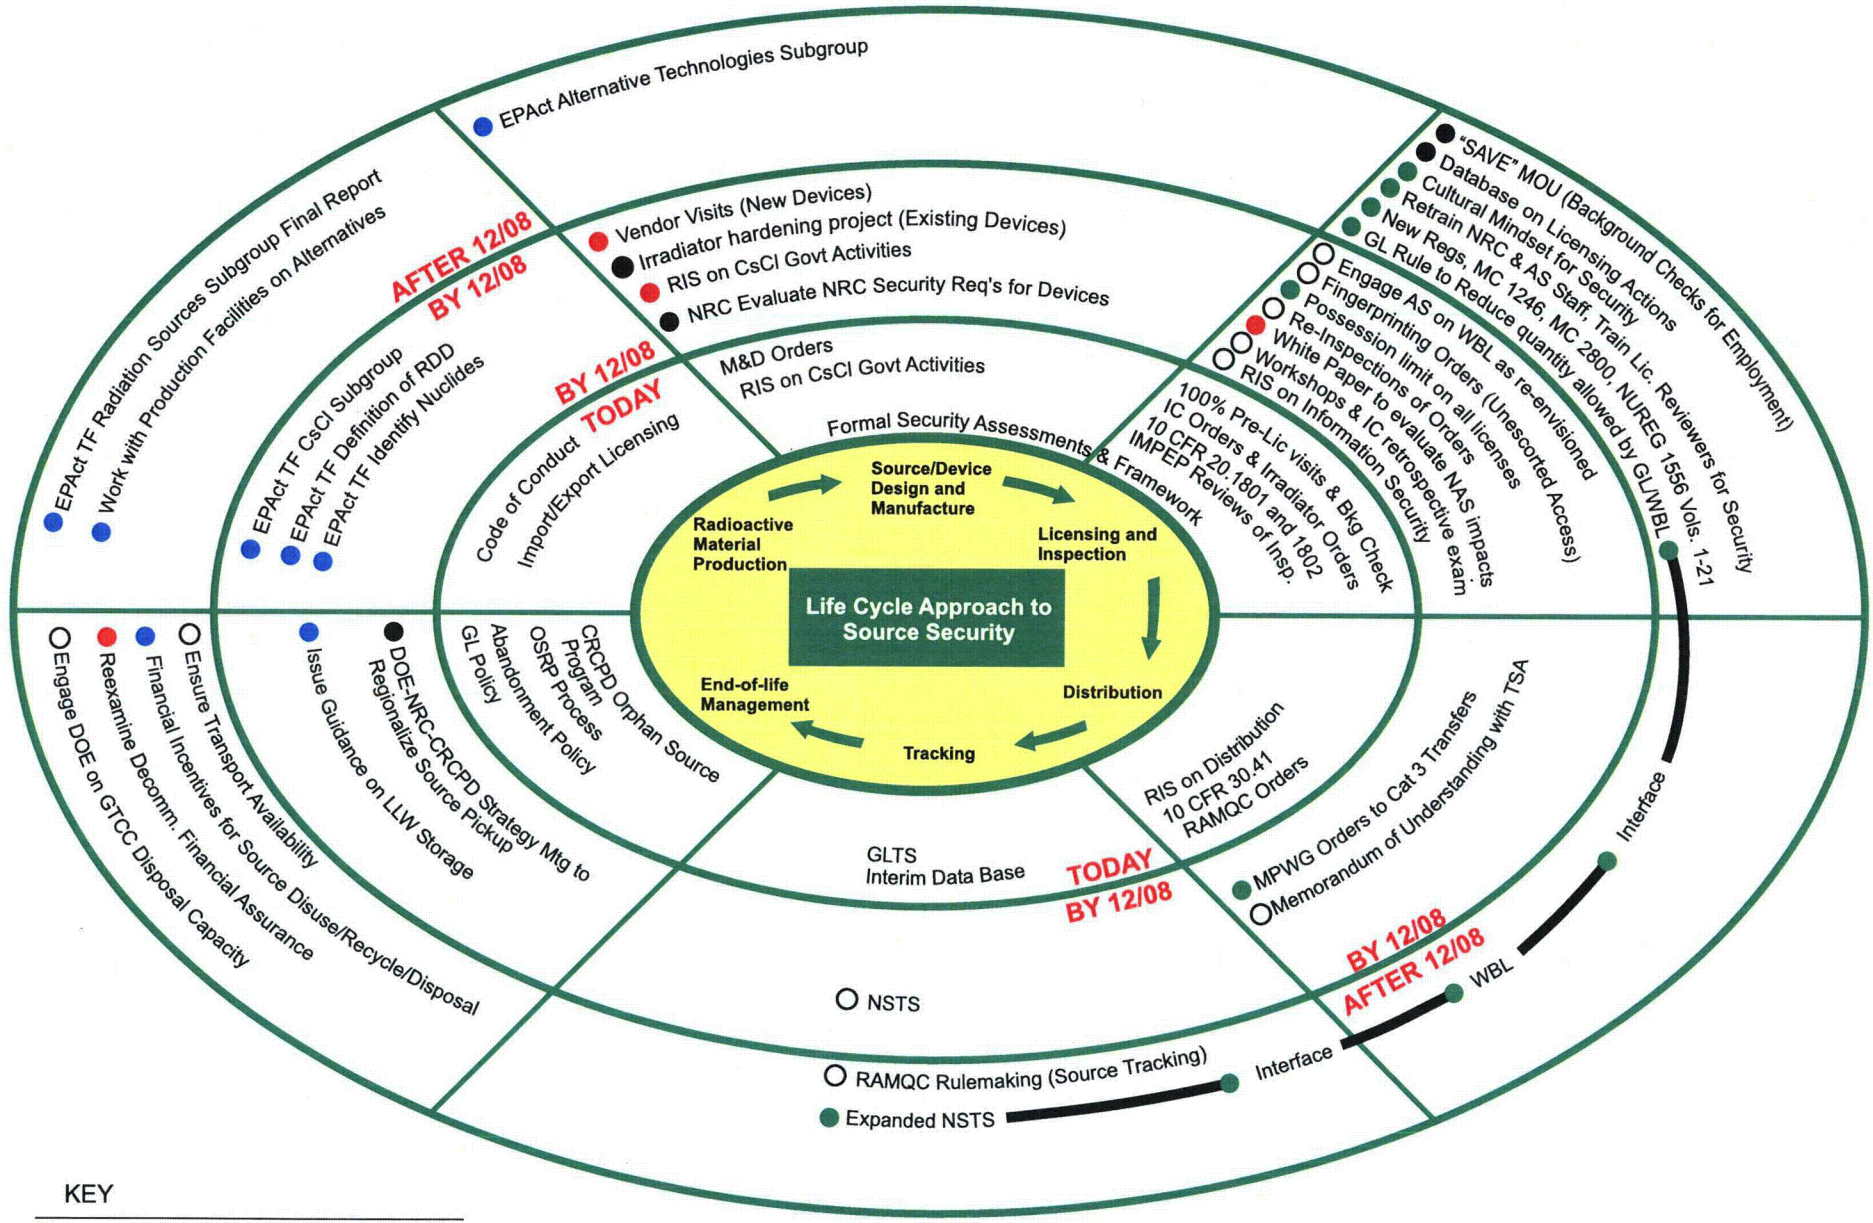 EPAct Alternative Technologies Subgroup
EPAct TF Radiation Sources Subgroup Final Report
Work with Production Facilities on Alternatives
AFTER 12/08
BY 12/08
EPAct TF CsCl Subgroup
EPAct TF Definition of RDD
EPAct TF Identify Nuclides
BY 12/08
TODAY
Code of Conduct
Import/Export Licensing
Vendor Visits (New Devices)
Irradiator hardening project (Existing Devices)
RIS on CsCl Govt Activities
NRC Evaluate NRC Security Req's for Devices
M&D Orders
RIS on CsCl Govt Activities
Formal Security Assessments & Framework
"SAVE" MOU (Background Checks for Employment)
Database on Licensing Actions
Cultural Mindset for Security
Retrain NRC & AS Staff, Train Lic. Reviewers for Security
New Regs, MC 1246, MC 2800, NUREG 1556 Vols. 1-21
GL Rule to Reduce quantity allowed by GL/WBL
Engage AS on WBL as re-envisioned
Fingerprinting Orders (Unescorted Access)
Possession limit on all licenses
Re-Inspections of Orders
White Paper to evaluate NAS impacts
Workshops & IC retrospective exam
RIS on Information Security
100% Pre-Lic visits & Bkg Check
IC Orders & Irradiator Orders
10 CFR 20.1801 and 1802
IMPEP Reviews of Insp.
Source/Device
Design and
Manufacture
Radioactive
Material
Production
Licensing and
Inspection
Life Cycle Approach to
Source Security
End-of-life
Management
Distribution
Tracking
Engage DOE on GTCC Disposal Capacity
Reexamine Decomm. Financial Assurance
Financial Incentives for Source Disuse/Recycle/Disposal
Ensure Transport Availability
Issue Guidance on LLW Storage
DOE-NRC-CRCPD Strategy Mtg to
Regionalize Source Pickup
GL Policy
Abandonment Policy
OSRP Process
CRCPD Orphan Source
Program
RIS on Distribution
10 CFR 30.41
RAMQC Orders
MPWG Orders to Cat 3 Transfers
Memorandum of Understanding with TSA
Interface
GLTS
Interim Data Base
TODAY
BY 12/08
BY 12/08
AFTER 12/08
WBL
NSTS
Interface
RAMQC Rulemaking (Source Tracking)
Expanded NSTS
KEY